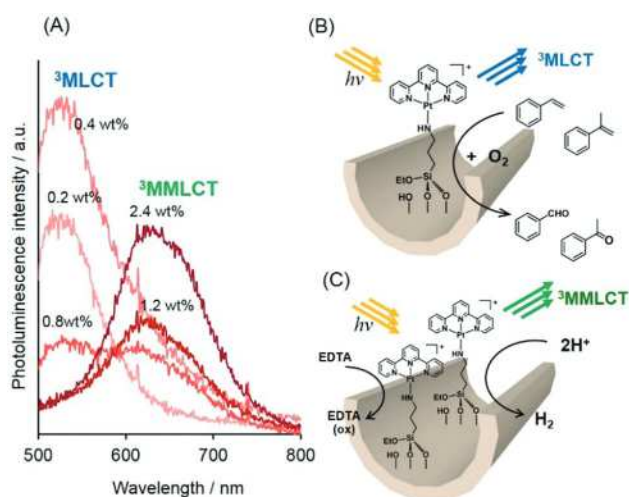 (A)
³MLCT
0.4 wt%
³MMLCT
0.2 wt%
2.4 wt%
0.8wt%
1.2 wt%
Photoluminescence intensity / a.u.
500 600 700 800
Wavelength / nm
(B)
hν
³MLCT
+
N N N
Pt
HN
+ O₂
Si
EtO O O
HO
CHO
O
(C)
hν
³MMLCT
+
N N N
Pt
HN
+
EDTA
N N N
Pt
HN
2H⁺
Si
EtO O O
HO
EDTA
(ox)
H₂
Si
EtO O O
HO